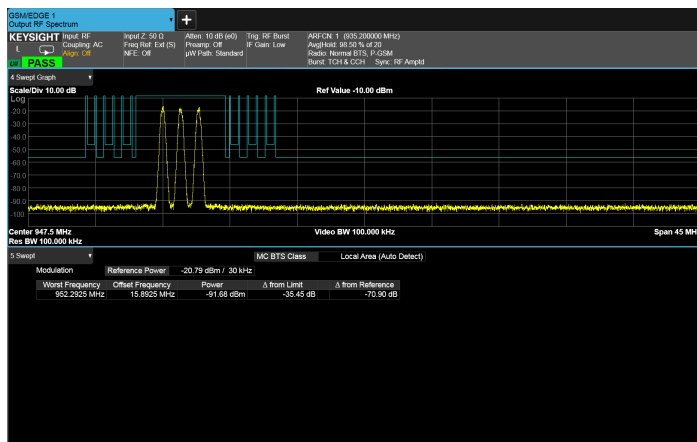 GSM/EDGE 1
Output RF Spectrum
+
KEYSIGHT Input: RF Input Z: 50 Ω Atten: 10 dB (e0) Trig: RF Burst ARFCN: 1 (935.200000 MHz)
L Coupling: AC Freq Ref: Ext (S) Preamp: Off IF Gain: Low Avg|Hold: 98.50 % of 20
Align: Off NFE: Off µW Path: Standard Radio: Normal BTS, P-GSM
PASS Burst: TCH & CCH Sync: RF Amptd
4 Swept Graph
Scale/Div 10.00 dB Ref Value -10.00 dBm
Log
-20.0
-30.0
-40.0
-50.0
-60.0
-70.0
-80.0
-90.0
-100
Center 947.5 MHz Video BW 100.000 kHz Span 45 MH
Res BW 100.000 kHz
5 Swept MC BTS Class Local Area (Auto Detect)
Modulation Reference Power -20.79 dBm / 30 kHz
Worst Frequency Offset Frequency Power Δ from Limit Δ from Reference
952.2925 MHz 15.8925 MHz -91.68 dBm -35.45 dB -70.90 dB